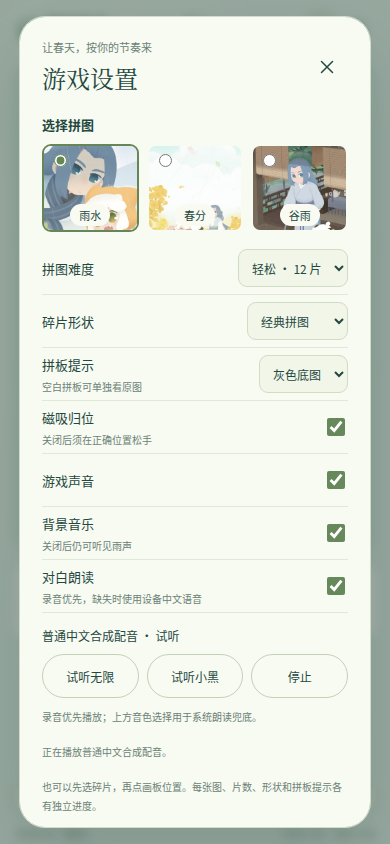 让春天，按你的节奏来
游戏设置
选择拼图
雨水
春分
谷雨
拼图难度
轻松 · 12 片
碎片形状
经典拼图
拼板提示
灰色底图
空白拼板可单独看原图
磁吸归位
关闭后须在正确位置松手
游戏声音
背景音乐
关闭后仍可听见雨声
对白朗读
录音优先，缺失时使用设备中文语音
普通中文合成配音 · 试听
试听无限
试听小黑
停止
录音优先播放；上方音色选择用于系统朗读兜底。
正在播放普通中文合成配音。
也可以先选碎片，再点画板位置。每张图、片数、形状和拼板提示各
有独立进度。